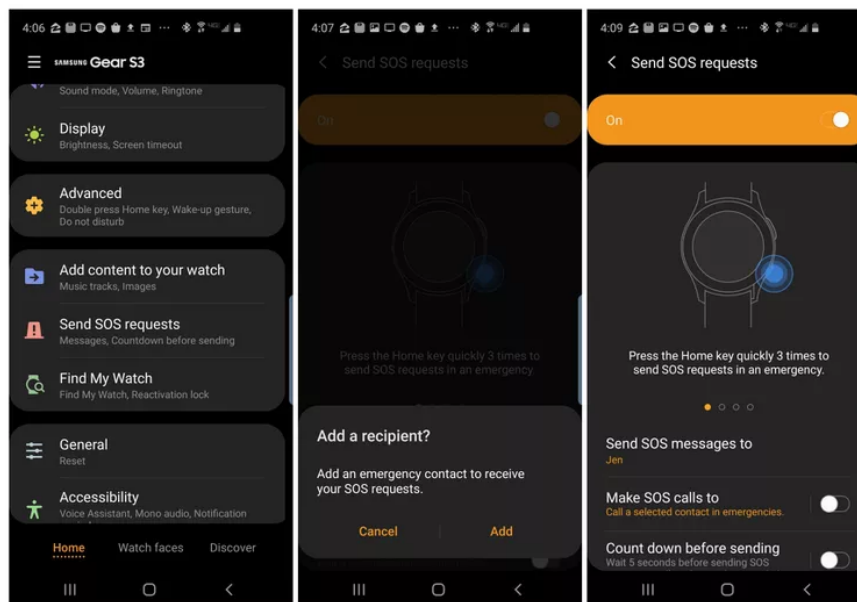 4:06
SAMSUNG Gear S3
Sound mode, Volume, Ringtone
Display
Brightness, Screen timeout
Advanced
Double press Home key, Wake-up gesture,
Do not disturb
Add content to your watch
Music tracks, Images
Send SOS requests
Messages, Countdown before sending
Find My Watch
Find My Watch, Reactivation lock
General
Reset
Accessibility
Voice Assistant, Mono audio, Notification
Home
Watch faces
Discover
4:07
Send SOS requests
On
Press the Home key quickly 3 times to
send SOS requests in an emergency.
Add a recipient?
Add an emergency contact to receive
your SOS requests.
Cancel
Add
4:09
Send SOS requests
On
Press the Home key quickly 3 times to
send SOS requests in an emergency.
Send SOS messages to
Jen
Make SOS calls to
Call a selected contact in emergencies.
Count down before sending
Wait 5 seconds before sending SOS